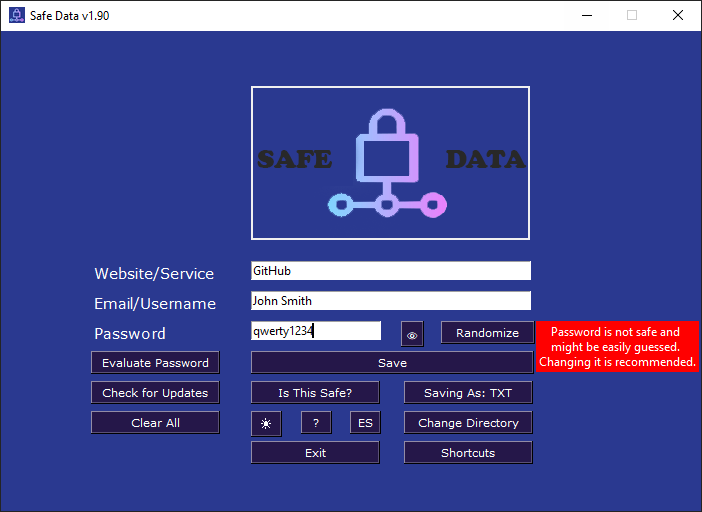 Safe Data v1.90
SAFE DATA
Website/Service GitHub
Email/Username John Smith
Password qwerty1234 Randomize
Password is not safe and
might be easily guessed.
Changing it is recommended.
Evaluate Password Save
Check for Updates Is This Safe? Saving As: TXT
Clear All ? ES Change Directory
Exit Shortcuts